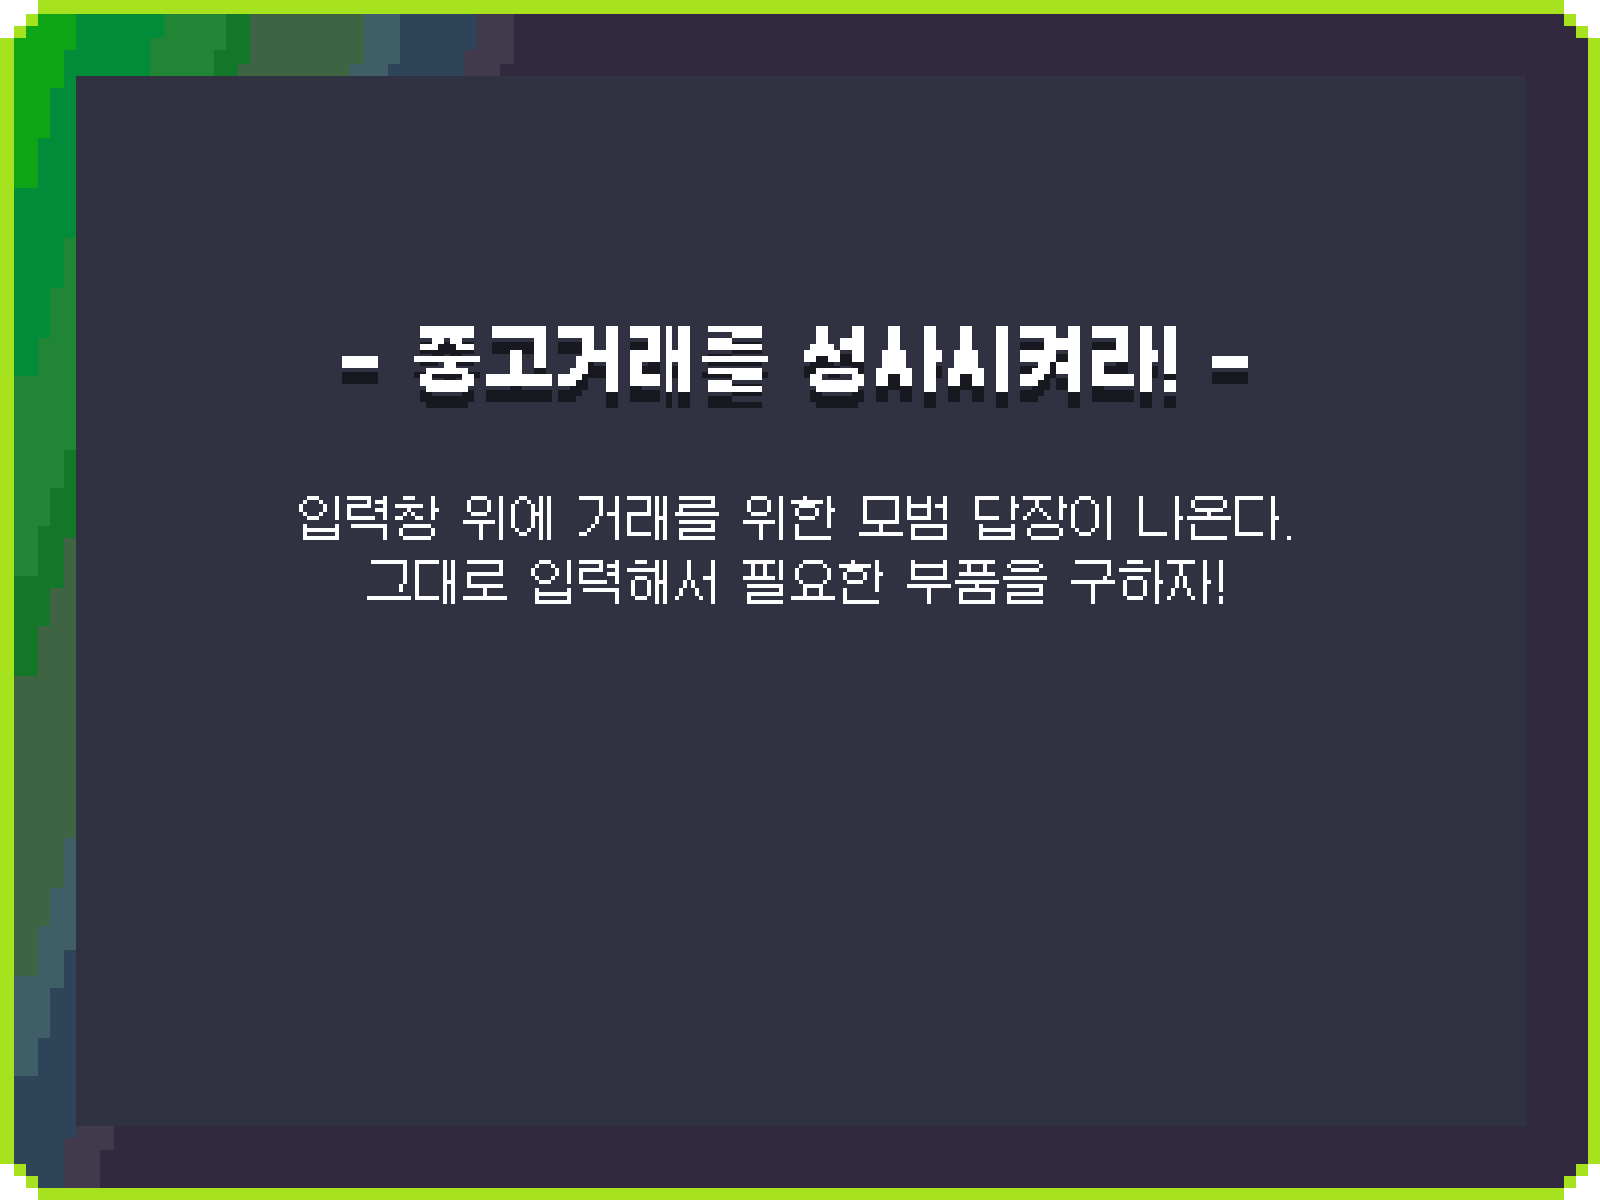 - 중고거래를 성사시켜라! -
입력창 위에 거래를 위한 모범 답장이 나온다.
그대로 입력해서 필요한 부품을 구하자!